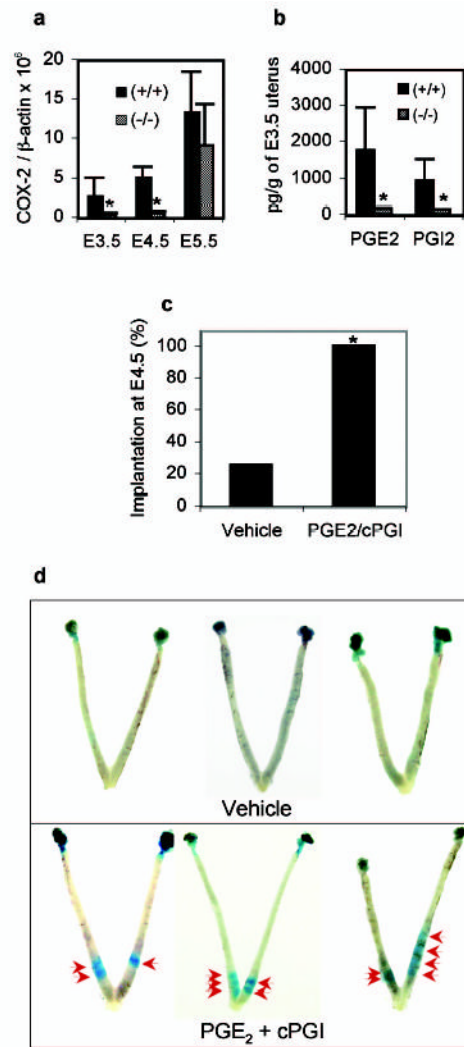 a
COX-2 / β-actin x 10⁶
20
15
10
5
0
(+/+)
(-/-)
*
*
E3.5 E4.5 E5.5
b
pg/g of E3.5 uterus
4000
3000
2000
1000
0
(+/+)
(-/-)
*
*
PGE2 PGI2
c
Implantation at E4.5 (%)
100
80
60
40
20
0
*
Vehicle PGE2/cPGI
d
Vehicle
PGE₂ + cPGI